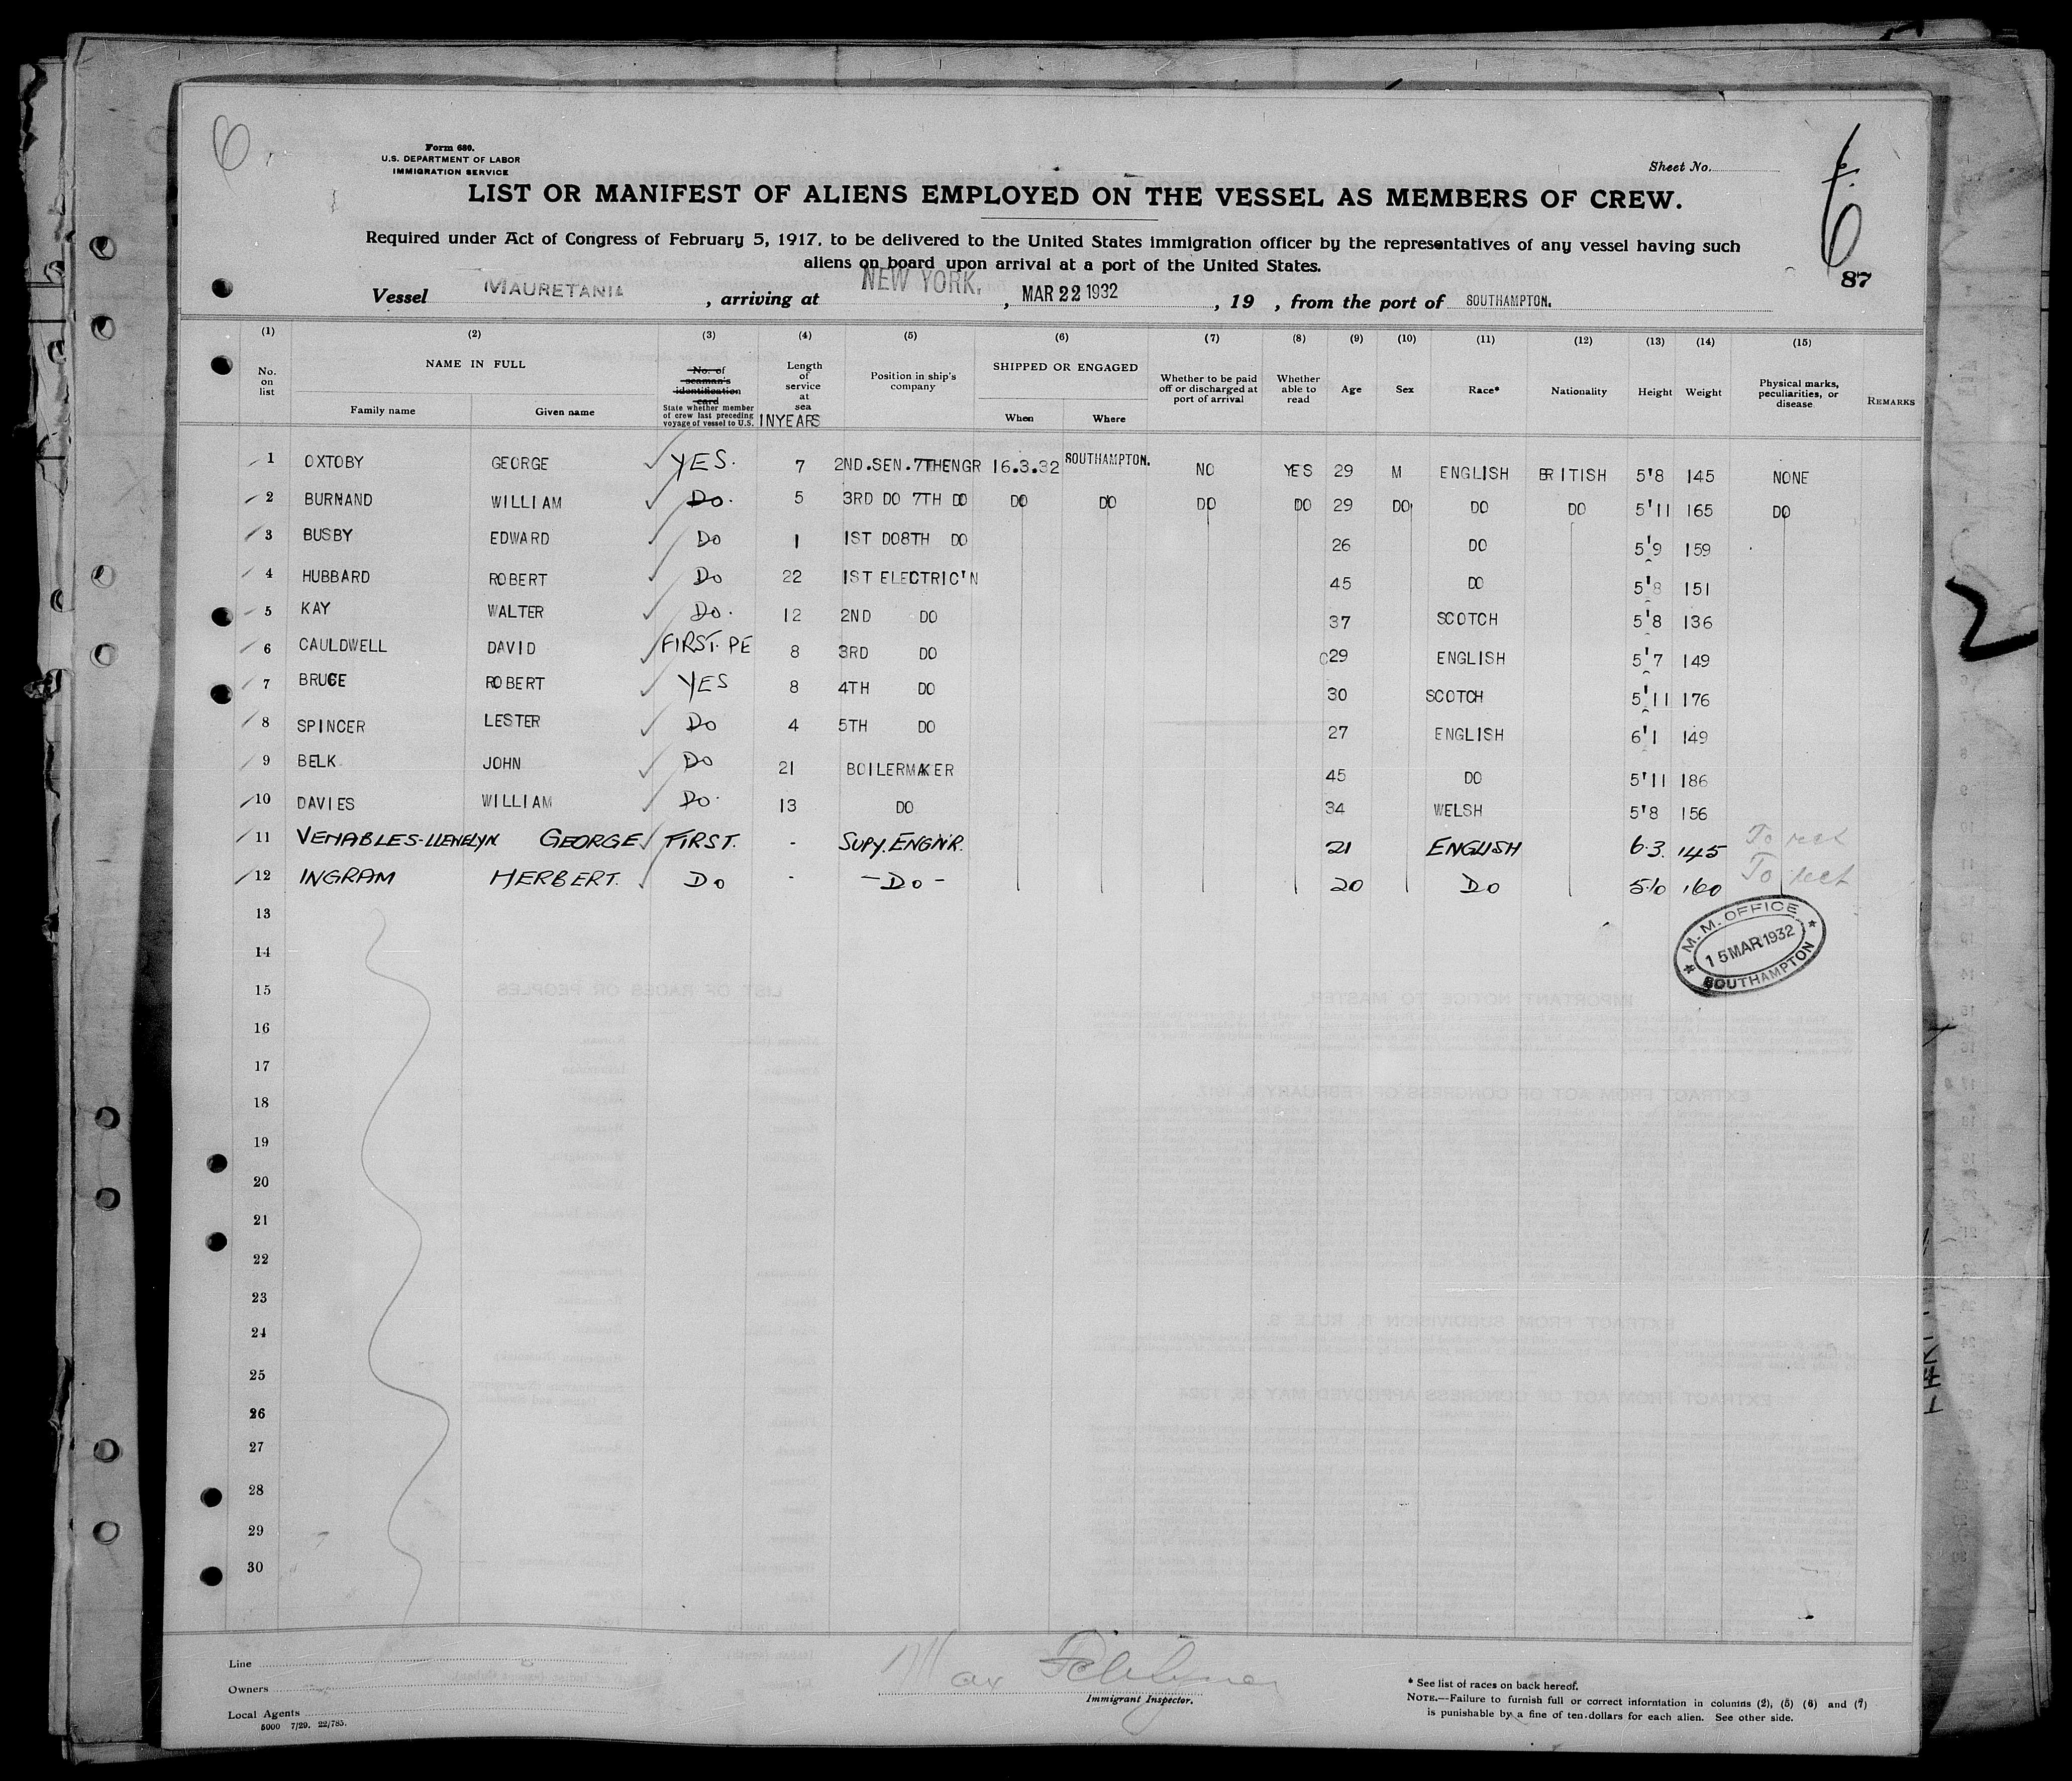 6.
Form 680.
U.S. DEPARTMENT OF LABOR
IMMIGRATION SERVICE
Sheet No.
f.
6
87
LIST OR MANIFEST OF ALIENS EMPLOYED ON THE VESSEL AS MEMBERS OF CREW.
Required under Act of Congress of February 5, 1917, to be delivered to the United States immigration officer by the representatives of any vessel having such
aliens on board upon arrival at a port of the United States.
Vessel MAURETANIA , arriving at NEW YORK. , MAR 22 1932 , 19 , from the port of SOUTHAMPTON.
(1) (2) (3) (4) (5) (6) (7) (8) (9) (10) (11) (12) (13) (14) (15)
No. on list NAME IN FULL Family name Given name No. of seaman's identification card State whether member of crew last preceding voyage of vessel to U.S. Length of service at sea INYEARS Position in ship's company SHIPPED OR ENGAGED When Where Whether to be paid off or discharged at port of arrival Whether able to read Age Sex Race* Nationality Height Weight Physical marks, peculiarities, or disease REMARKS
1 OXTOBY GEORGE YES. 7 2ND.SEN.7THENGR 16.3.32 SOUTHAMPTON. NO YES 29 M ENGLISH BRITISH 5'8 145 NONE
2 BURNAND WILLIAM Do. 5 3RD DO 7TH DO DO DO DO DO 29 DO DO DO 5'11 165 DO
3 BUSBY EDWARD Do 1 1ST DO8TH DO 26 DO 5'9 159
4 HUBBARD ROBERT Do 22 1ST ELECTRIC'N 45 DO 5'8 151
5 KAY WALTER Do. 12 2ND DO 37 SCOTCH 5'8 136
6 CAULDWELL DAVID FIRST. PE 8 3RD DO 29 ENGLISH 5'7 149
7 BRUCE ROBERT YES 8 4TH DO 30 SCOTCH 5'11 176
8 SPINCER LESTER Do 4 5TH DO 27 ENGLISH 6'1 149
9 BELK JOHN Do 21 BOILERMAKER 45 DO 5'11 186
10 DAVIES WILLIAM Do. 13 DO 34 WELSH 5'8 156
11 VENABLES-LLEWELYN GEORGE FIRST. - SUPY. ENGNR. 21 ENGLISH 6.3. 145 To
12 INGRAM HERBERT. Do - -Do- 20 Do 5.10 160 To
13
14
15
16
17
18
19
20
21
22
23
24
25
26
27
28
29
30
M. M. OFFICE
15 MAR 1932
SOUTHAMPTON
2
Line
Owners
Local Agents
5000 7/29. 22/785.
Max
Immigrant Inspector.
* See list of races on back hereof.
NOTE.—Failure to furnish full or correct information in columns (2), (5) (6) and (7)
is punishable by a fine of ten dollars for each alien. See other side.